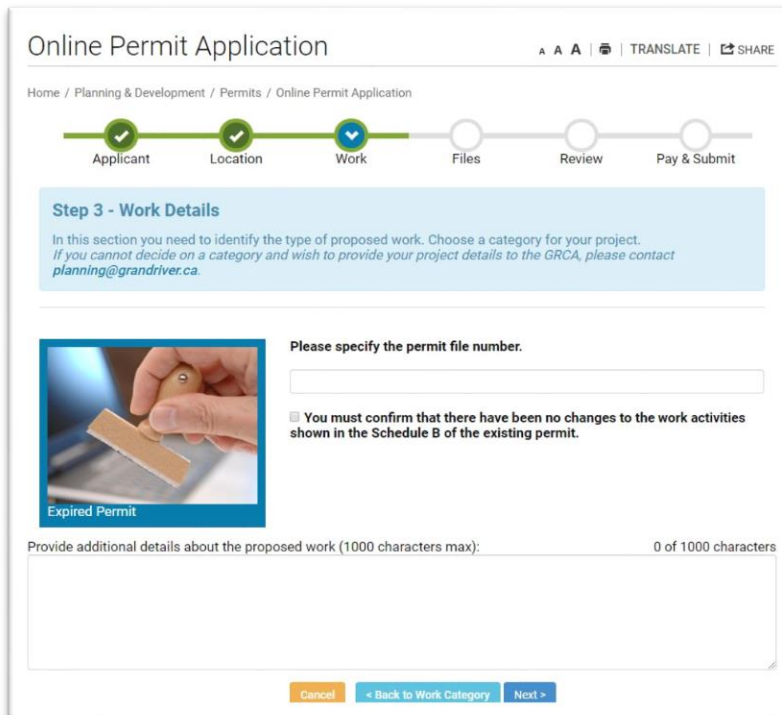 Online Permit Application
A A A | | TRANSLATE | SHARE
Home / Planning & Development / Permits / Online Permit Application
Applicant Location Work Files Review Pay & Submit
Step 3 - Work Details
In this section you need to identify the type of proposed work. Choose a category for your project.
If you cannot decide on a category and wish to provide your project details to the GRCA, please contact
planning@grandriver.ca.
Please specify the permit file number.
You must confirm that there have been no changes to the work activities
shown in the Schedule B of the existing permit.
Expired Permit
Provide additional details about the proposed work (1000 characters max): 0 of 1000 characters
Cancel < Back to Work Category Next >